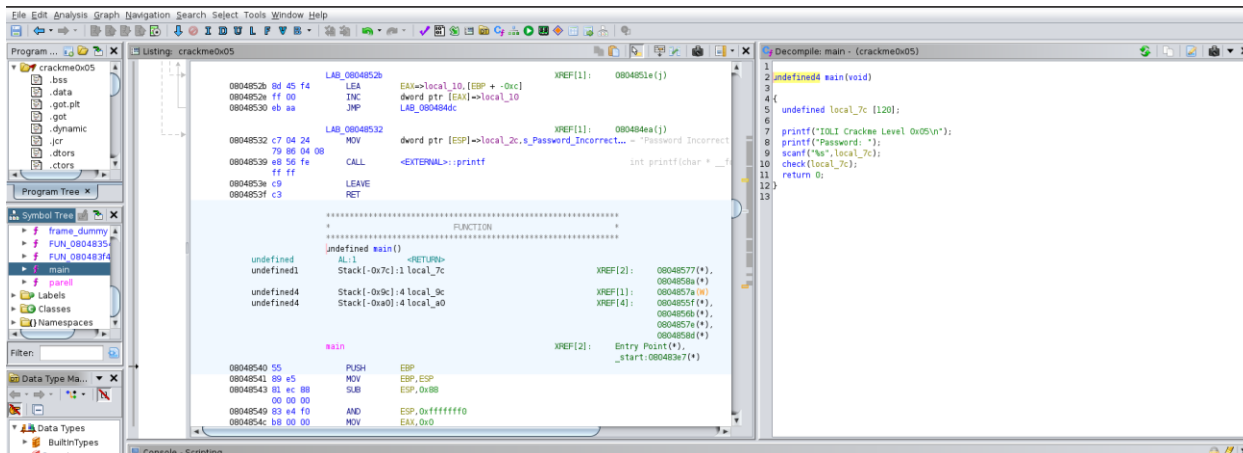 File Edit Analysis Graph Navigation Search Select Tools Window Help
Program ...
crackme0x05
.bss
.data
.got.plt
.got
.dynamic
.jcr
.dtors
.ctors
Program Tree ×
Symbol Tree
f frame_dummy
f FUN_0804835
f FUN_080483f4
f main
f parell
Labels
Classes
Namespaces
Filter:
Data Type Ma...
Data Types
BuiltInTypes
Listing: crackme0x05
LAB_0804852b XREF[1]: 0804851e(j)
0804852b 8d 45 f4 LEA EAX=>local_10,[EBP + -0xc]
0804852e ff 00 INC dword ptr [EAX]=>local_10
08048530 eb aa JMP LAB_080484dc
LAB_08048532 XREF[1]: 080484ea(j)
08048532 c7 04 24 MOV dword ptr [ESP]=>local_2c,s_Password_Incorrect... = "Password Incorrect
79 86 04 08
08048539 e8 56 fe CALL <EXTERNAL>::printf int printf(char * __f
ff ff
0804853e c9 LEAVE
0804853f c3 RET
**************************************************************
* FUNCTION *
**************************************************************
undefined main()
undefined AL:1 <RETURN>
undefined1 Stack[-0x7c]:1 local_7c XREF[2]: 08048577(*),
0804858a(*)
undefined4 Stack[-0x9c]:4 local_9c XREF[1]: 0804857a(W)
undefined4 Stack[-0xa0]:4 local_a0 XREF[4]: 0804855f(*),
0804856b(*),
0804857e(*),
0804858d(*)
main XREF[2]: Entry Point(*),
_start:080483e7(*)
08048540 55 PUSH EBP
08048541 89 e5 MOV EBP,ESP
08048543 81 ec 88 SUB ESP,0x88
00 00 00
08048549 83 e4 f0 AND ESP,0xfffffff0
0804854c b8 00 00 MOV EAX,0x0
Console - Scripting
Decompile: main - (crackme0x05)
1
2 undefined4 main(void)
3
4 {
5 undefined local_7c [120];
6
7 printf("IOLI Crackme Level 0x05\n");
8 printf("Password: ");
9 scanf("%s",local_7c);
10 check(local_7c);
11 return 0;
12 }
13